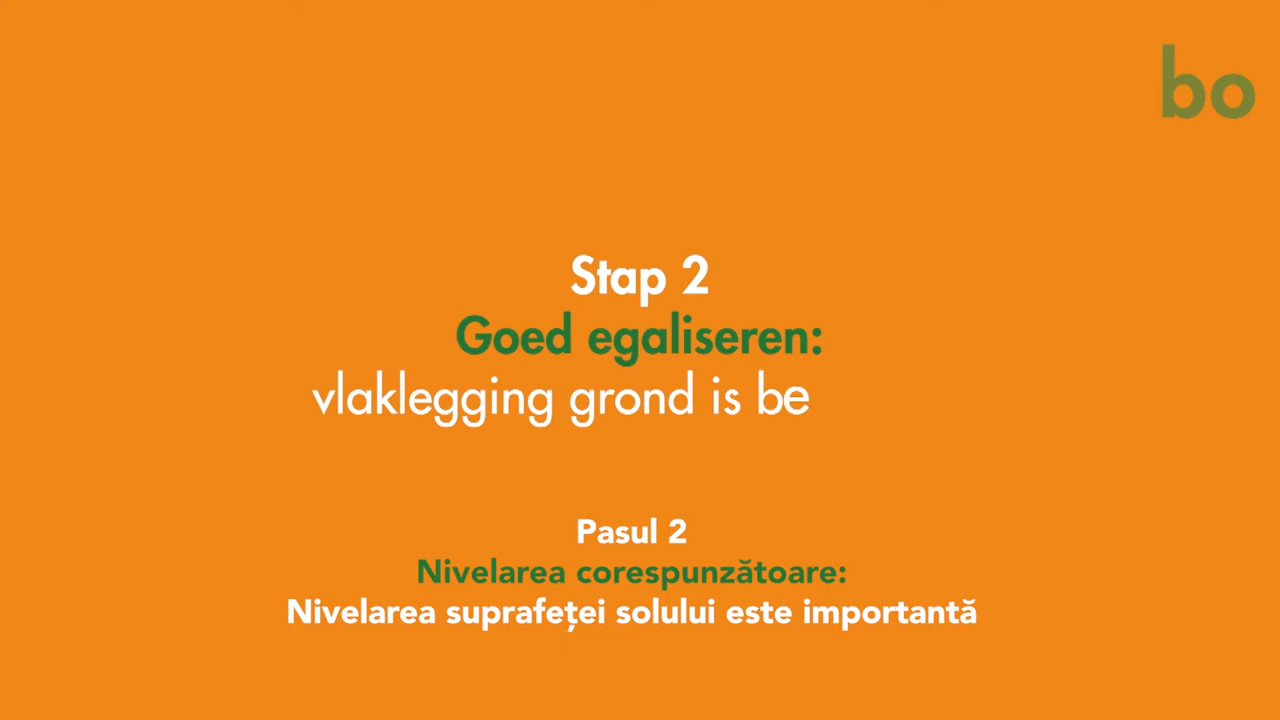 bo
Stap 2
Goed egaliseren:
vlaklegging grond is be
Pasul 2
Nivelarea corespunzătoare:
Nivelarea suprafeței solului este importantă